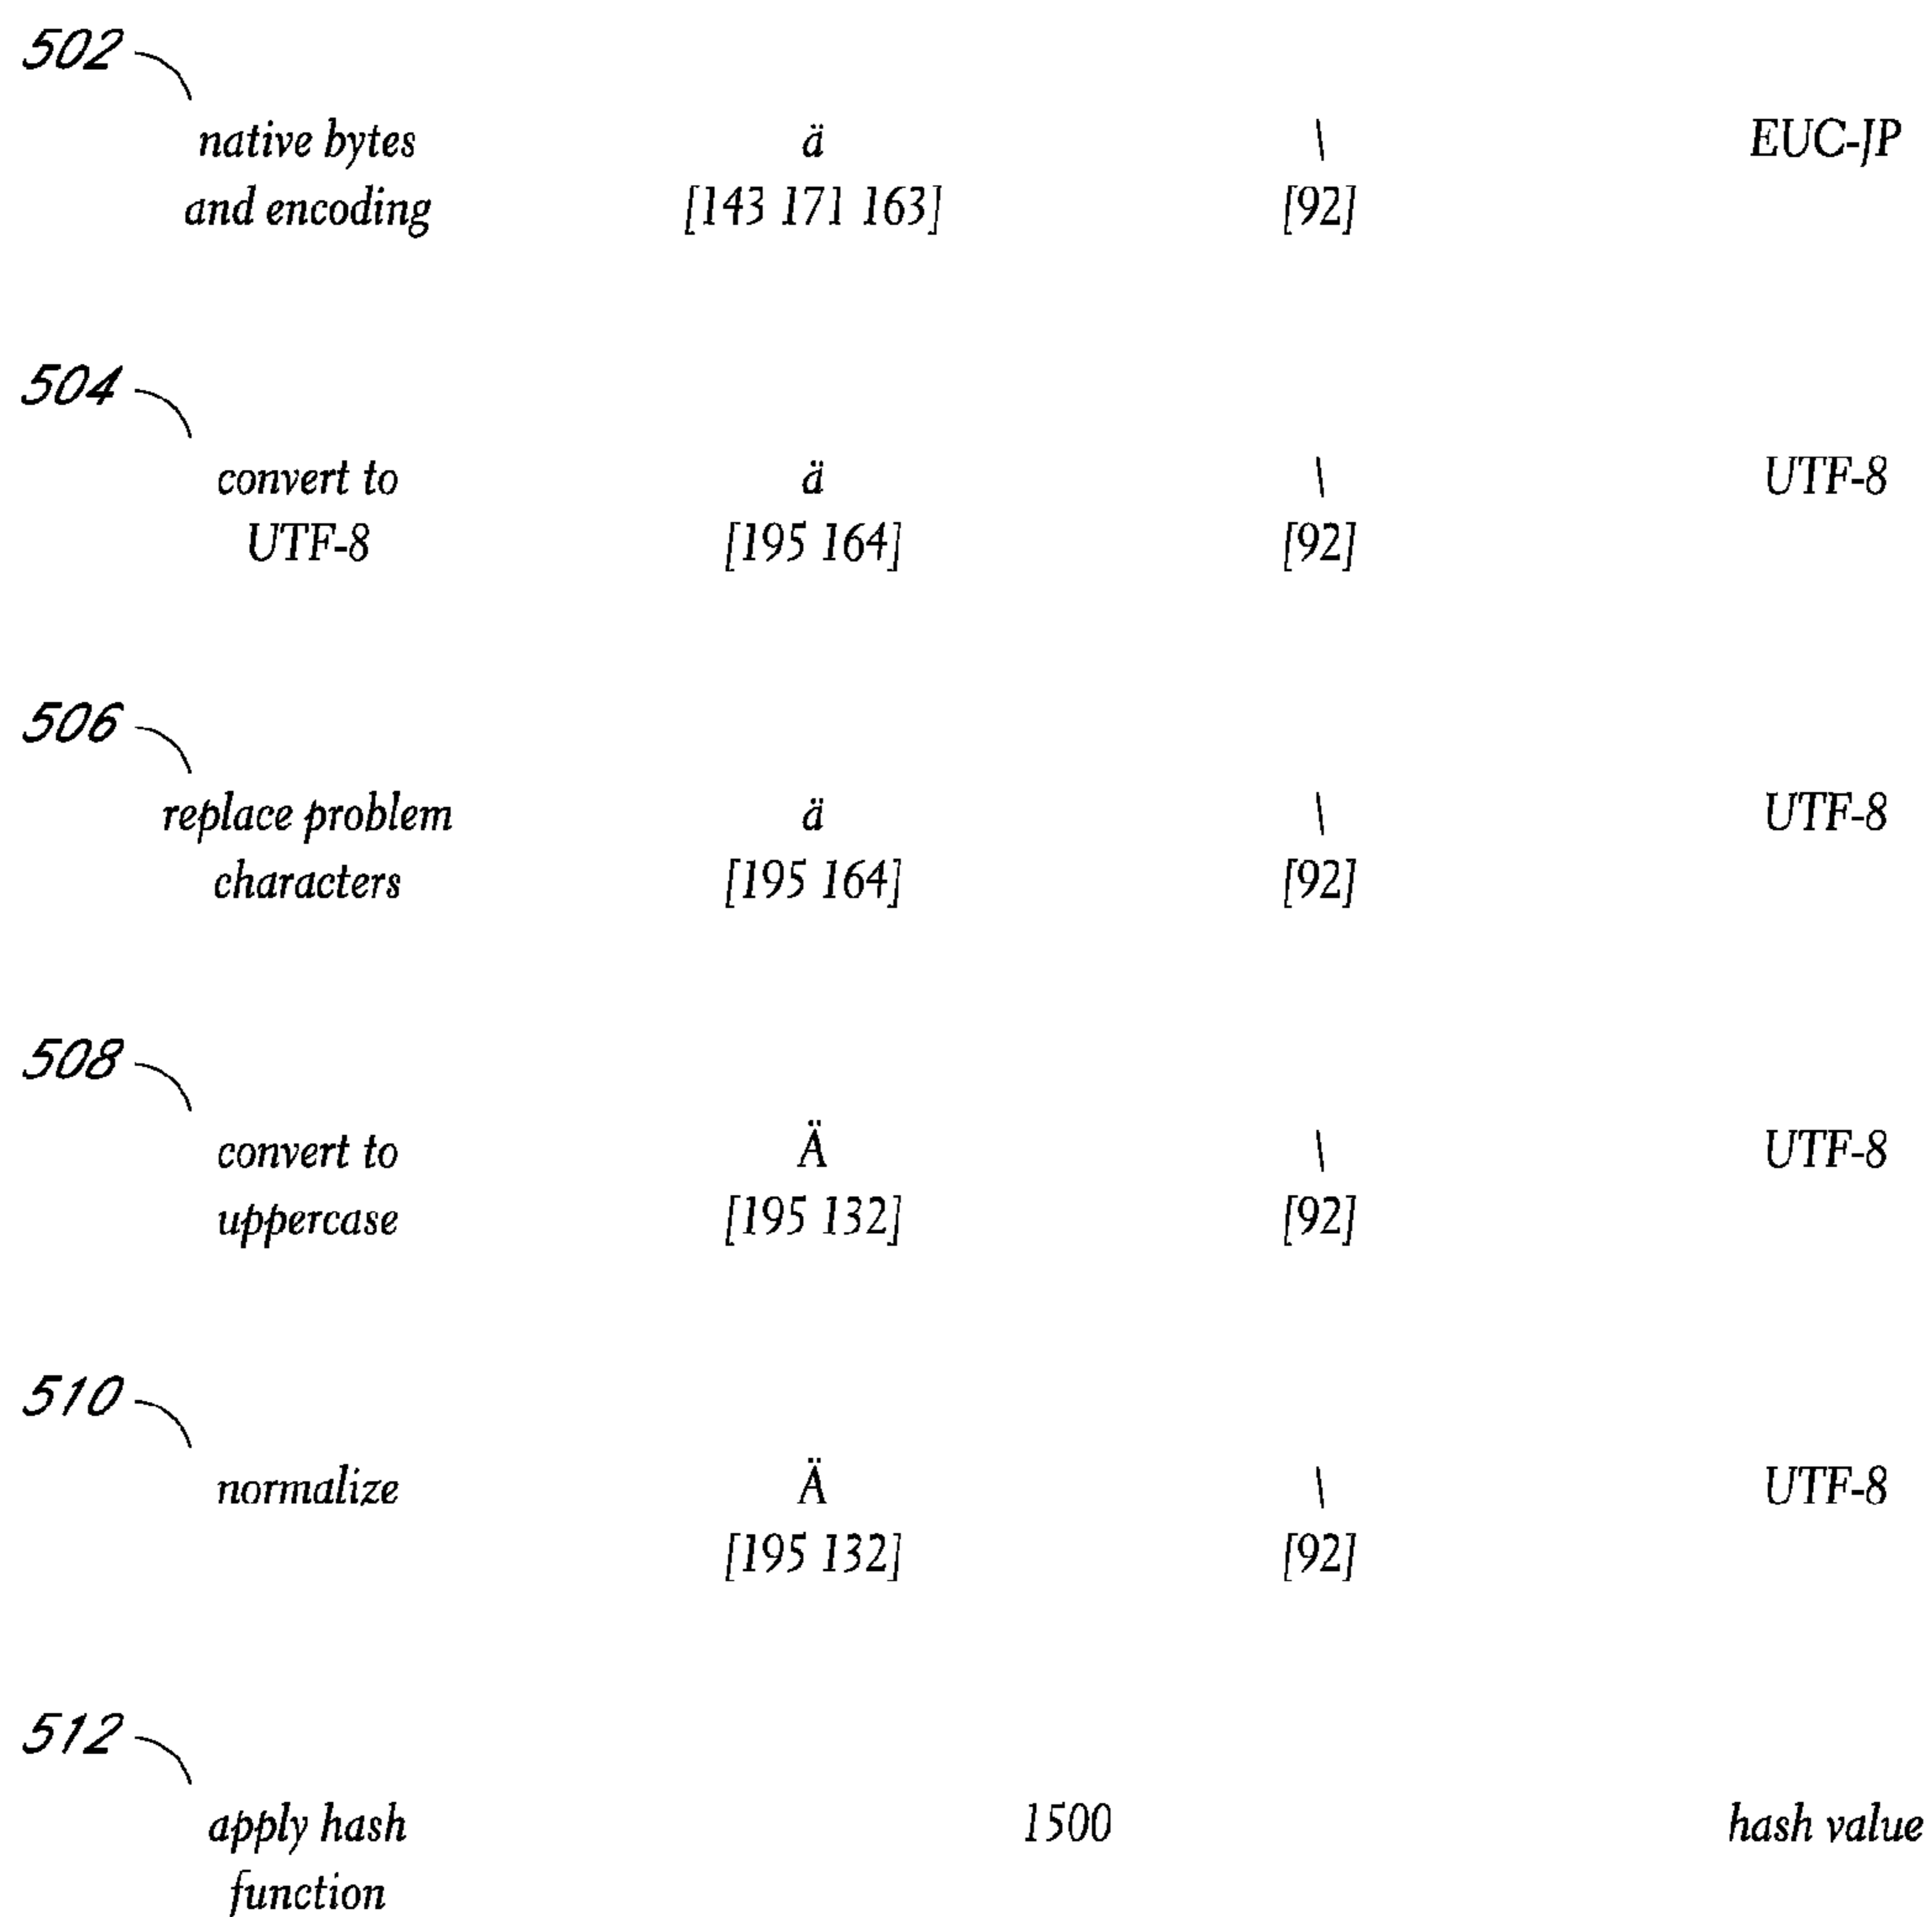 502
native bytes ä \ EUC-JP
and encoding [143 171 163] [92]
504
convert to ä \ UTF-8
UTF-8 [195 164] [92]
506
replace problem ä \ UTF-8
characters [195 164] [92]
508
convert to Ä \ UTF-8
uppercase [195 132] [92]
510
normalize Ä \ UTF-8
[195 132] [92]
512
apply hash 1500 hash value
function